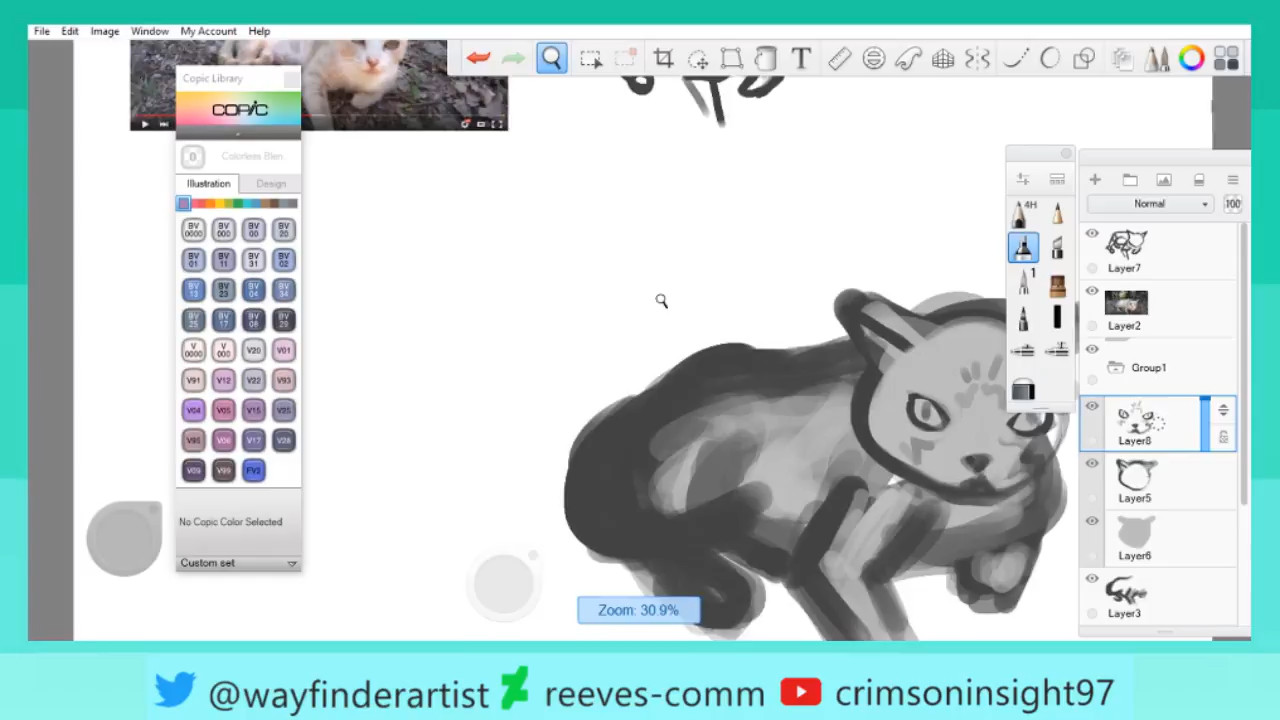 File Edit Image Window My Account Help
Copic Library
COPIC
0 Colorless Blen
Illustration Design
BV 0000 BV 000 BV 00 BV 20
BV 01 BV 11 BV 31 BV 02
BV 13 BV 23 BV 04 BV 34
BV 25 BV 17 BV 08 BV 29
V 0000 V 000 V20 V01
V91 V12 V22 V93
V04 V05 V15 V25
V95 V06 V17 V28
V09 V99 FV2
No Copic Color Selected
Custom set
T
4H
1
Normal 100
Layer7
Layer2
Group1
Layer8
Layer5
Layer6
Layer3
Zoom: 30.9%
@wayfinderartist reeves-comm crimsoninsight97